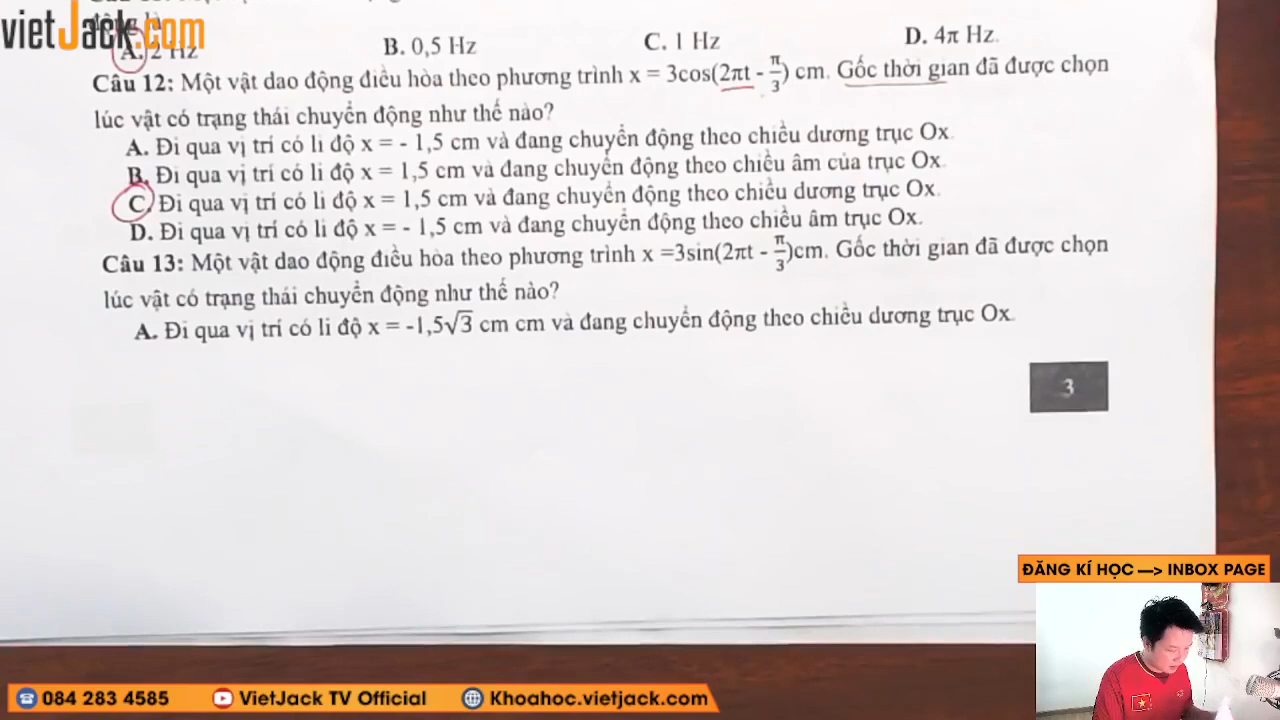 vietJack.com
động là
A. 2 Hz B. 0,5 Hz C. 1 Hz D. 4π Hz.
Câu 12: Một vật dao động điều hòa theo phương trình x = 3cos(2πt - π/3) cm. Gốc thời gian đã được chọn
lúc vật có trạng thái chuyển động như thế nào?
A. Đi qua vị trí có li độ x = - 1,5 cm và đang chuyển động theo chiều dương trục Ox.
B. Đi qua vị trí có li độ x = 1,5 cm và đang chuyển động theo chiều âm của trục Ox.
C. Đi qua vị trí có li độ x = 1,5 cm và đang chuyển động theo chiều dương trục Ox.
D. Đi qua vị trí có li độ x = - 1,5 cm và đang chuyển động theo chiều âm trục Ox.
Câu 13: Một vật dao động điều hòa theo phương trình x =3sin(2πt - π/3)cm. Gốc thời gian đã được chọn
lúc vật có trạng thái chuyển động như thế nào?
A. Đi qua vị trí có li độ x = -1,5√3 cm cm và đang chuyển động theo chiều dương trục Ox.
3
ĐĂNG KÍ HỌC —> INBOX PAGE
084 283 4585 VietJack TV Official Khoahoc.vietjack.com